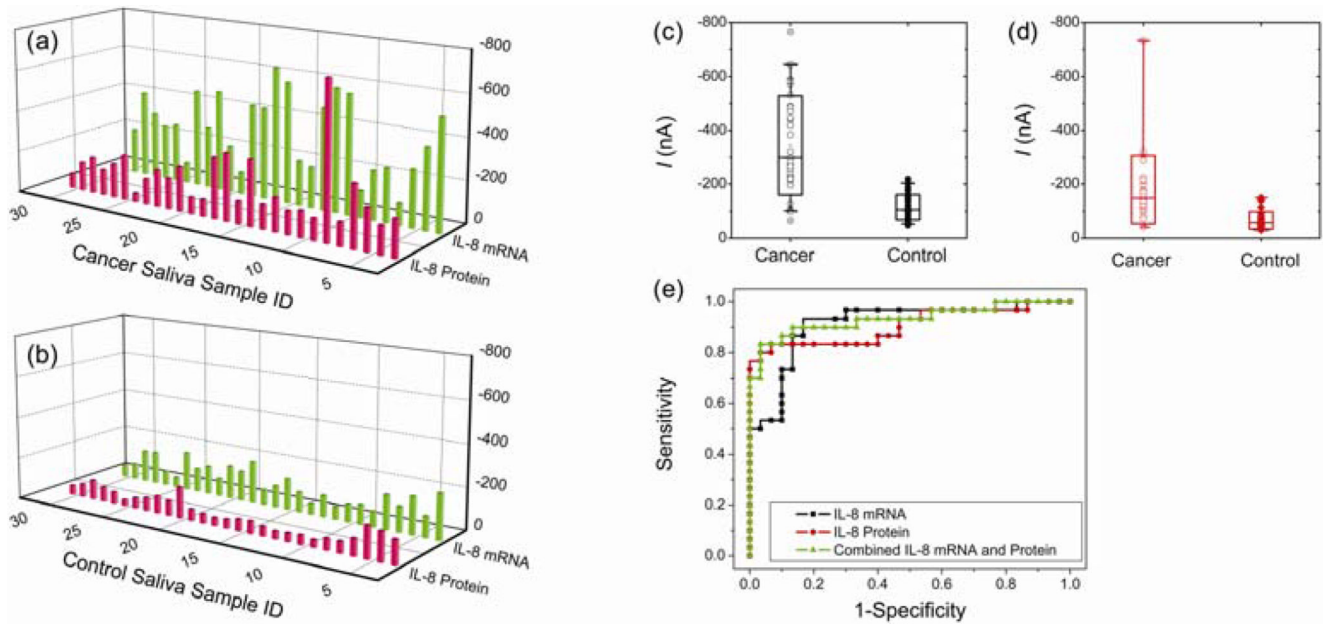 (a)
-800
-600
-400
-200
0
IL-8 mRNA
IL-8 Protein
30
25
20
15
10
5
Cancer Saliva Sample ID
(b)
-800
-600
-400
-200
0
IL-8 mRNA
IL-8 Protein
30
25
20
15
10
5
Control Saliva Sample ID
(c)
-800
-600
-400
-200
0
I (nA)
Cancer
Control
(d)
-800
-600
-400
-200
0
I (nA)
Cancer
Control
(e)
1.0
0.8
0.6
0.4
0.2
0.0
Sensitivity
IL-8 mRNA
IL-8 Protein
Combined IL-8 mRNA and Protein
0.0
0.2
0.4
0.6
0.8
1.0
1-Specificity